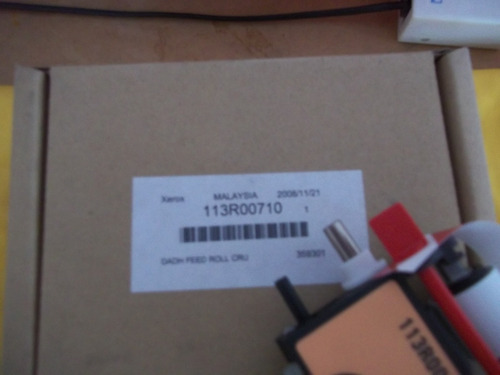 Xerox MALAYSIA 2008/11/21
113R00710 1
DADH FEED ROLL CRU 359301
113R00